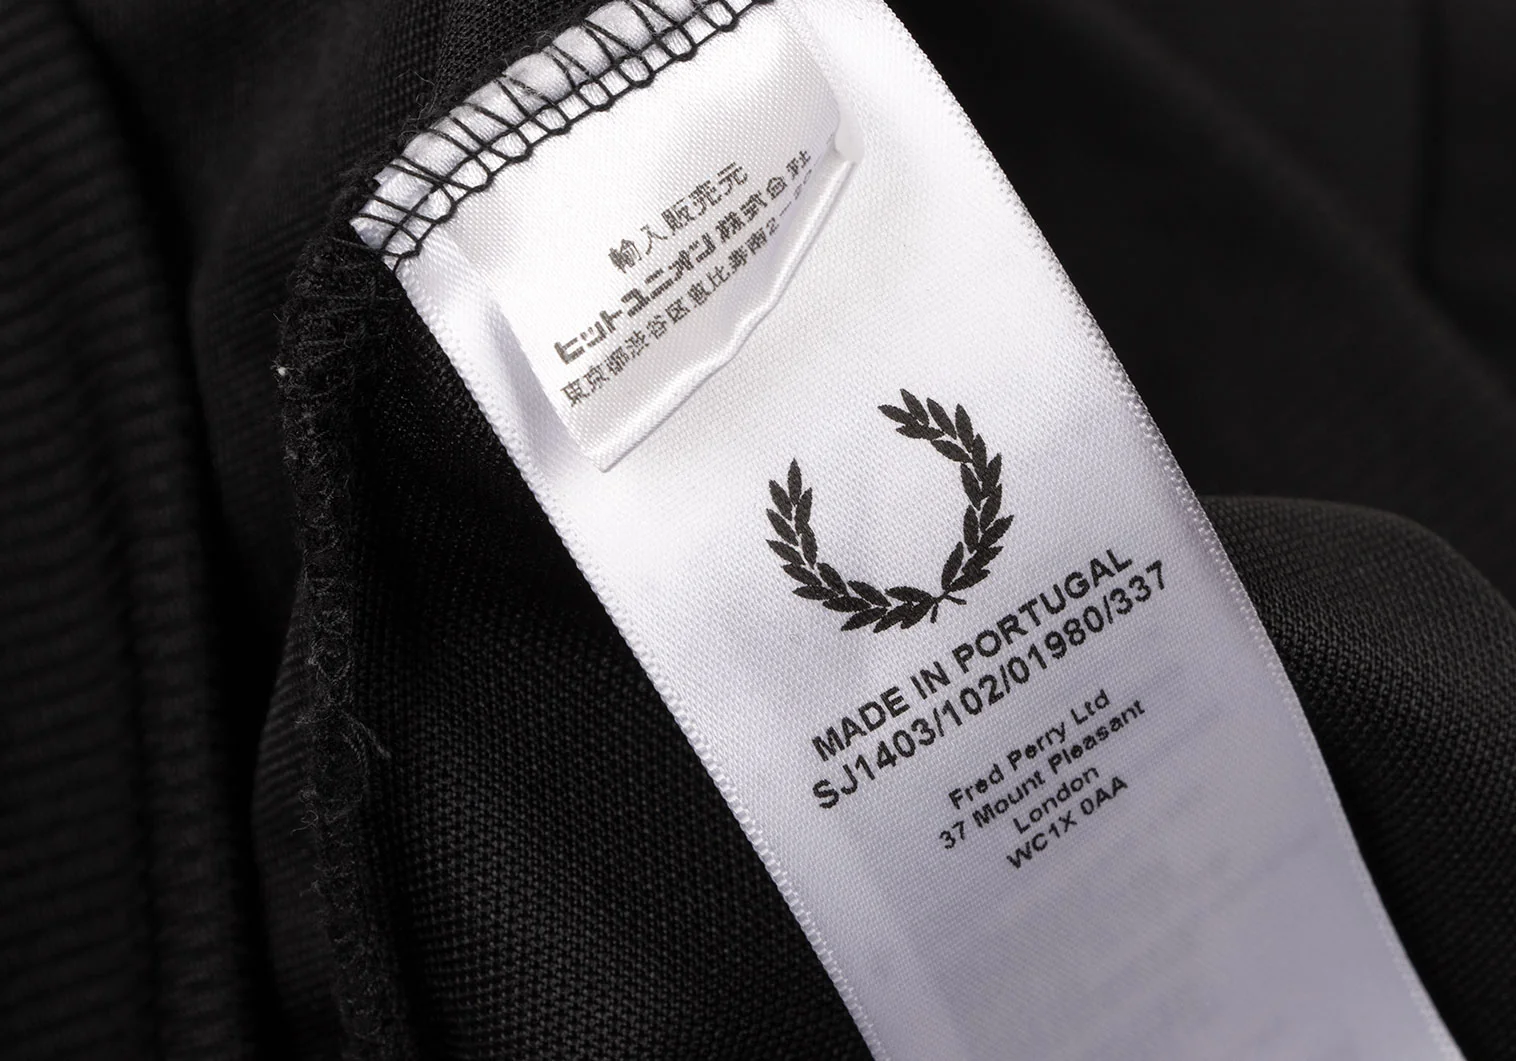 輸入販売元
ヒットユニオン株式会社
東京都渋谷区恵比寿南2-
MADE IN PORTUGAL
SJ1403/102/01980/337
Fred Perry Ltd
37 Mount Pleasant
London
WC1X 0AA